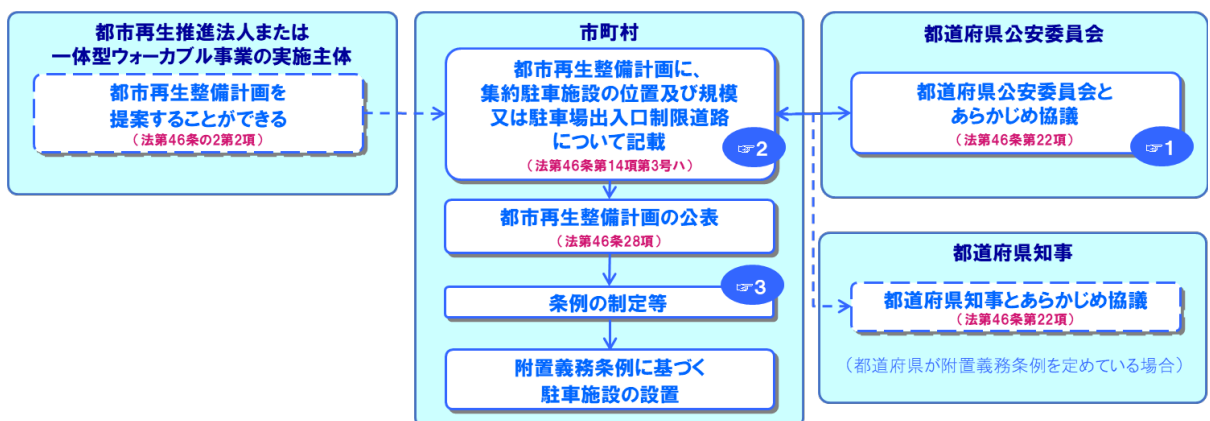 都市再生推進法人または
一体型ウォーカブル事業の実施主体
都市再生整備計画を
提案することができる
（法第46条の2第2項）
市町村
都市再生整備計画に、
集約駐車施設の位置及び規模
又は駐車場出入口制限道路
について記載
（法第46条第14項第3号ハ）
☞2
都市再生整備計画の公表
（法第46条28項）
☞3
条例の制定等
附置義務条例に基づく
駐車施設の設置
都道府県公安委員会
都道府県公安委員会と
あらかじめ協議
（法第46条第22項）
☞1
都道府県知事
都道府県知事とあらかじめ協議
（法第46条第22項）
（都道府県が附置義務条例を定めている場合）